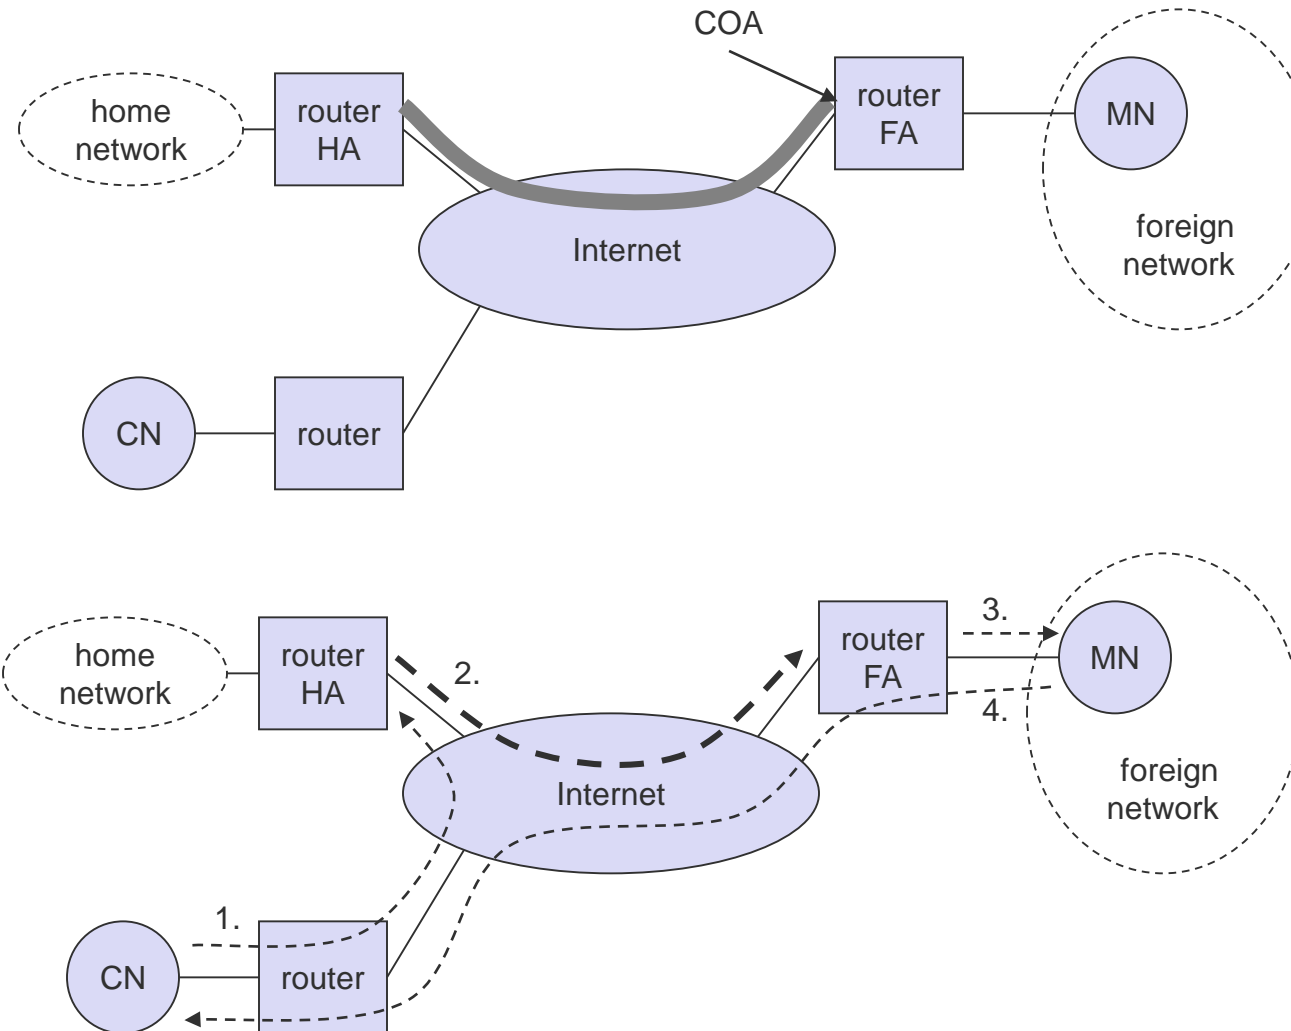 COA
home
network
router
HA
router
FA
MN
foreign
network
Internet
CN
router
home
network
router
HA
2.
router
FA
3.
MN
4.
foreign
network
Internet
1.
CN
router